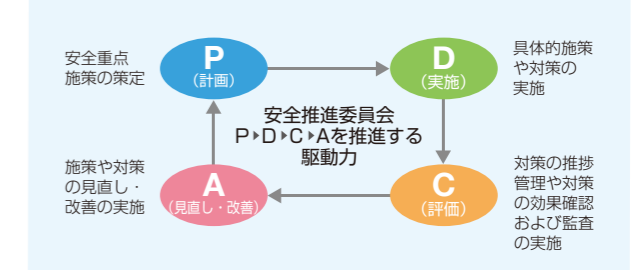 安全重点
施策の策定
P
(計画)
D
(実施)
具体的施策
や対策の
実施
安全推進委員会
P▸D▸C▸Aを推進する
駆動力
施策や対策
の見直し・
改善の実施
A
(見直し・改善)
C
(評価)
対策の推捗
管理や対策
の効果確認
および監査
の実施